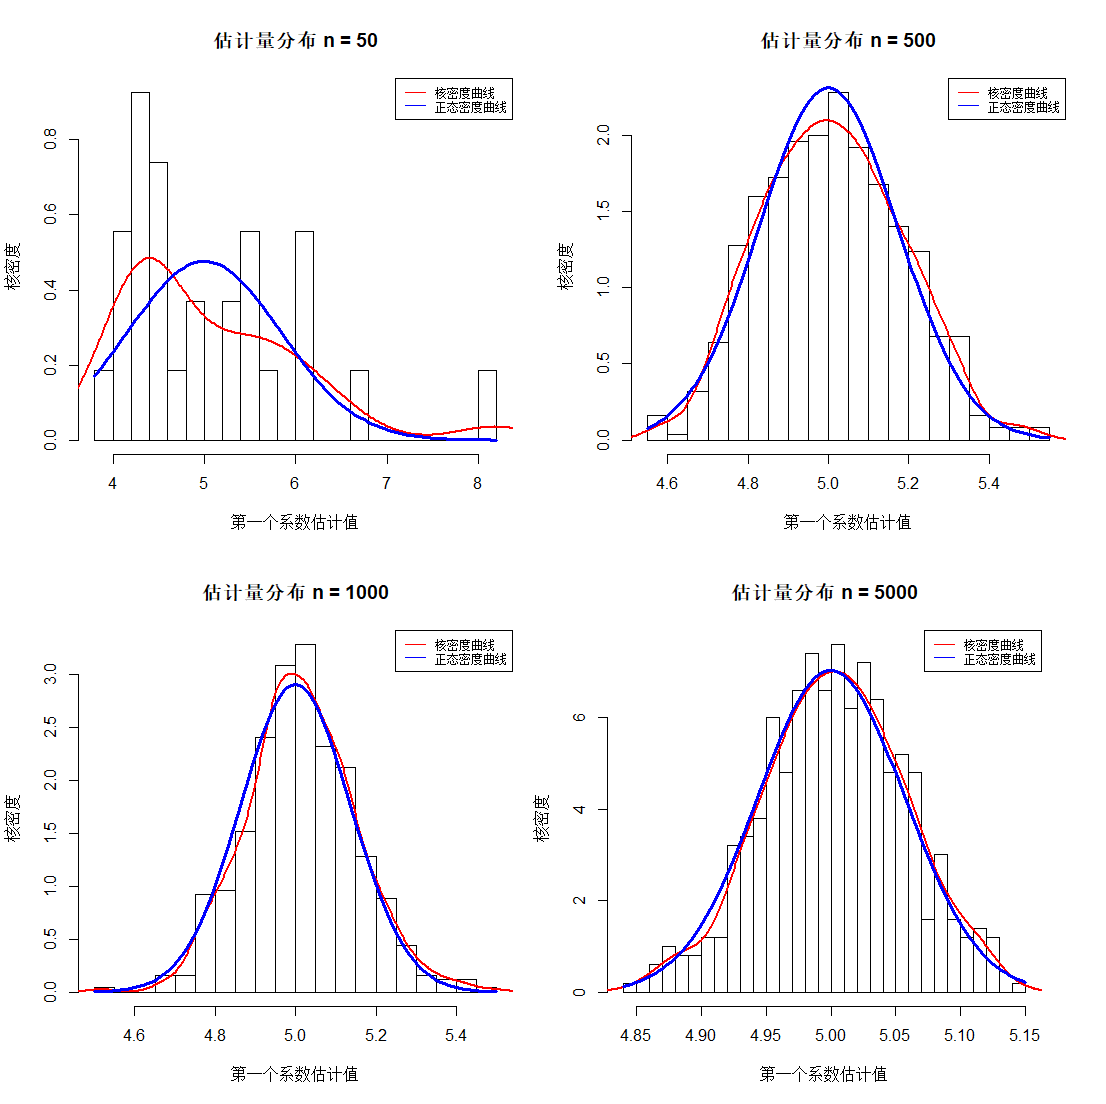 估计量分布 n = 50
核密度曲线
正态密度曲线
核密度
0.0 0.2 0.4 0.6 0.8
4 5 6 7 8
第一个系数估计值
估计量分布 n = 500
核密度曲线
正态密度曲线
核密度
0.0 0.5 1.0 1.5 2.0
4.6 4.8 5.0 5.2 5.4
第一个系数估计值
估计量分布 n = 1000
核密度曲线
正态密度曲线
核密度
0.0 0.5 1.0 1.5 2.0 2.5 3.0
4.6 4.8 5.0 5.2 5.4
第一个系数估计值
估计量分布 n = 5000
核密度曲线
正态密度曲线
核密度
0 2 4 6
4.85 4.90 4.95 5.00 5.05 5.10 5.15
第一个系数估计值